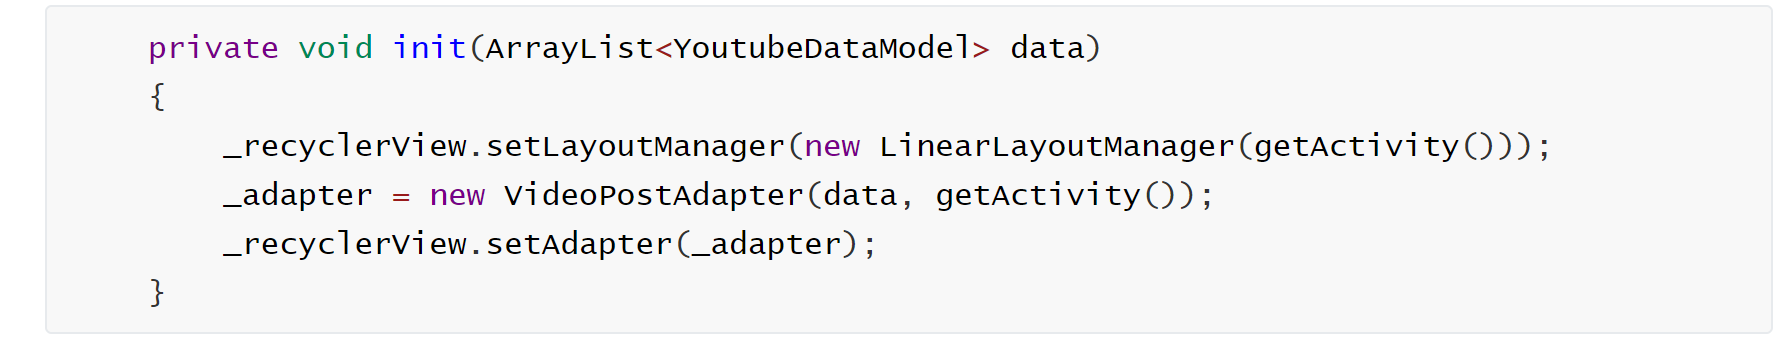 private void init(ArrayList<YoutubeDataModel> data)
{
_recyclerView.setLayoutManager(new LinearLayoutManager(getActivity()));
_adapter = new VideoPostAdapter(data, getActivity());
_recyclerView.setAdapter(_adapter);
}